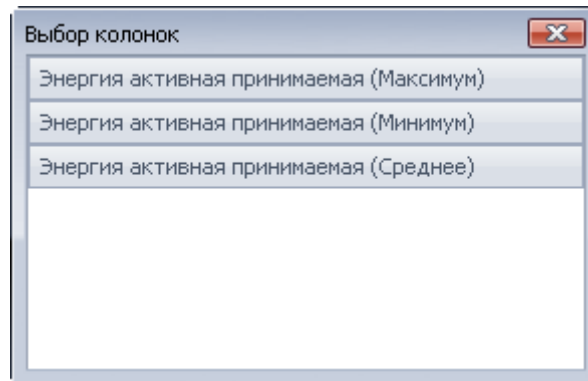 Выбор колонок
Энергия активная принимаемая (Максимум)
Энергия активная принимаемая (Минимум)
Энергия активная принимаемая (Среднее)